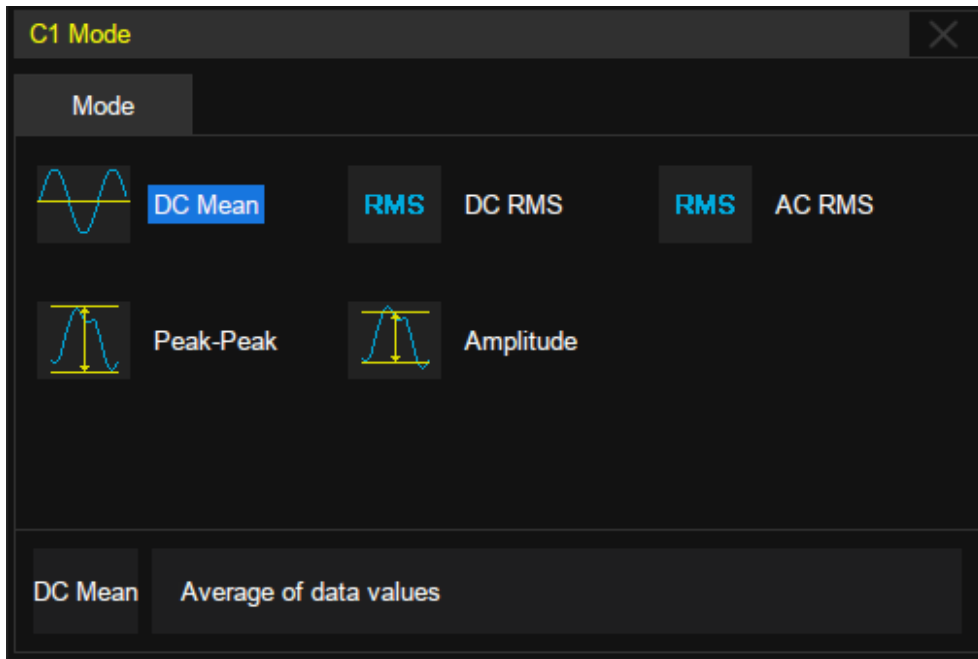 C1 Mode
Mode
DC Mean
RMS
DC RMS
RMS
AC RMS
Peak-Peak
Amplitude
DC Mean
Average of data values